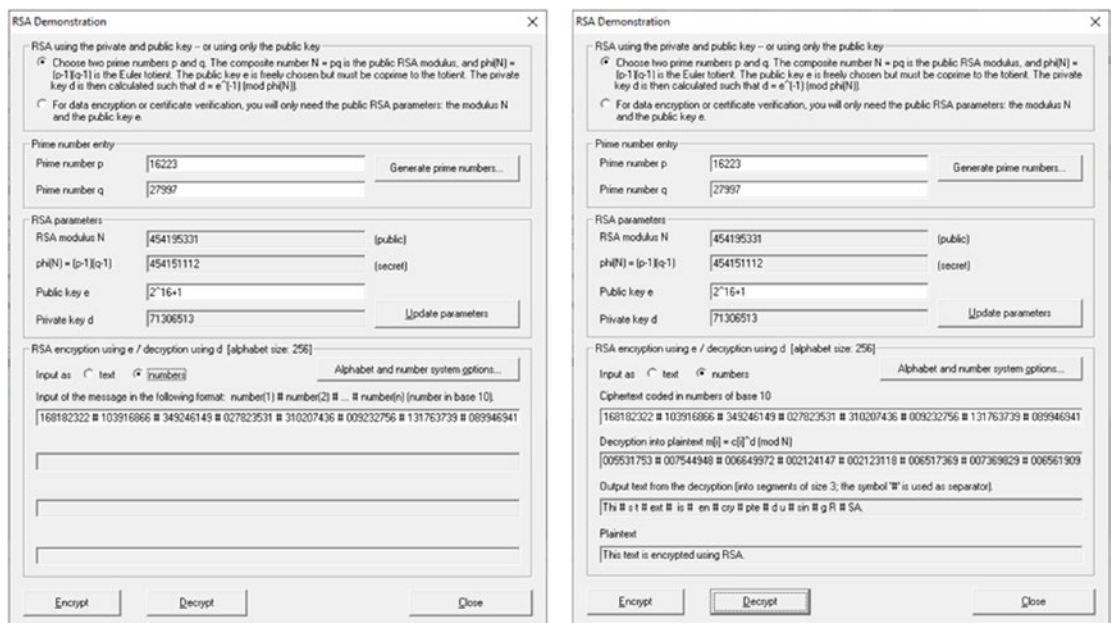 RSA Demonstration
RSA using the private and public key -- or using only the public key
Choose two prime numbers p and q. The composite number N = pq is the public RSA modulus, and phi(N) =
(p-1)(q-1) is the Euler totient. The public key e is freely chosen but must be coprime to the totient. The private
key d is then calculated such that d = e^(-1) (mod phi(N)).
For data encryption or certificate verification, you will only need the public RSA parameters: the modulus N
and the public key e.
Prime number entry
Prime number p 16223 Generate prime numbers...
Prime number q 27997
RSA parameters
RSA modulus N 454195331 (public)
phi(N) = (p-1)(q-1) 454151112 (secret)
Public key e 2^16+1
Private key d 71306513 Update parameters
RSA encryption using e / decryption using d [alphabet size: 256]
Input as text numbers Alphabet and number system options...
Input of the message in the following format: number(1) # number(2) # ... # number(n) (number in base 10).
168182322 # 103916866 # 349246149 # 027823531 # 310207436 # 009232756 # 131763739 # 089946941
Encrypt Decrypt Close
RSA Demonstration
RSA using the private and public key -- or using only the public key
Choose two prime numbers p and q. The composite number N = pq is the public RSA modulus, and phi(N) =
(p-1)(q-1) is the Euler totient. The public key e is freely chosen but must be coprime to the totient. The private
key d is then calculated such that d = e^(-1) (mod phi(N)).
For data encryption or certificate verification, you will only need the public RSA parameters: the modulus N
and the public key e.
Prime number entry
Prime number p 16223 Generate prime numbers...
Prime number q 27997
RSA parameters
RSA modulus N 454195331 (public)
phi(N) = (p-1)(q-1) 454151112 (secret)
Public key e 2^16+1
Private key d 71306513 Update parameters
RSA encryption using e / decryption using d [alphabet size: 256]
Input as text numbers Alphabet and number system options...
Ciphertext coded in numbers of base 10
168182322 # 103916866 # 349246149 # 027823531 # 310207436 # 009232756 # 131763739 # 089946941
Decryption into plaintext m[i] = c[i]^d (mod N)
005531753 # 007544948 # 006649972 # 002124147 # 002123118 # 006517369 # 007369829 # 006561909
Output text from the decryption (into segments of size 3; the symbol '#' is used as separator).
Thi # s t # ext # is # en # cry # pte # d u # sin # g R # SA.
Plaintext
This text is encrypted using RSA.
Encrypt Decrypt Close